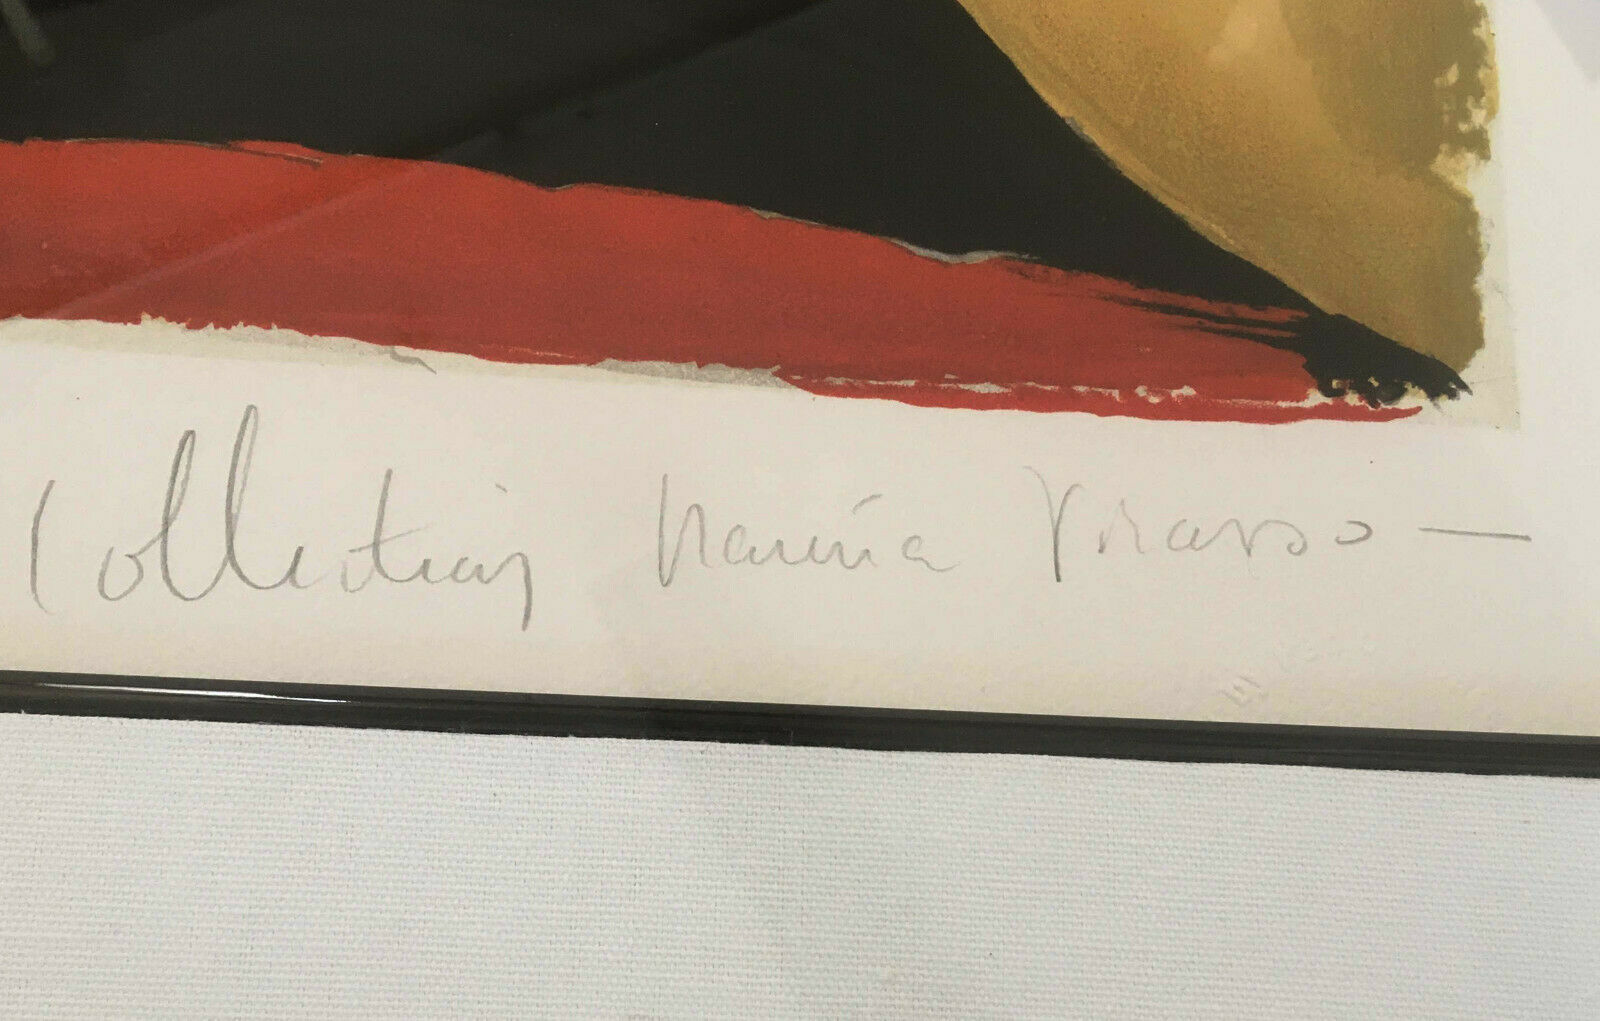 Collection Marina Picasso —